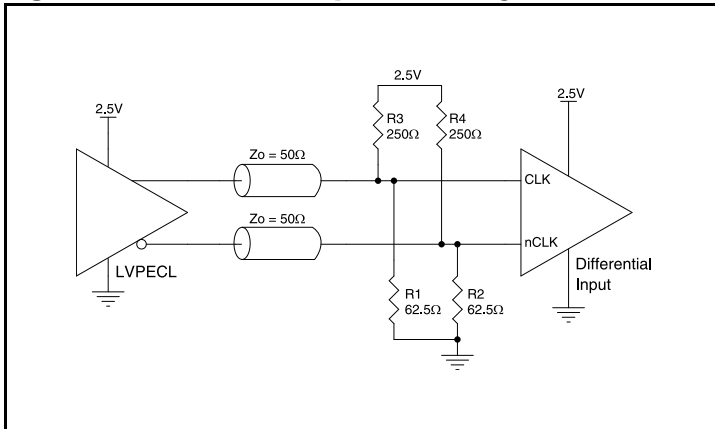 2.5V
2.5V
2.5V
R3
250Ω
R4
250Ω
Zo = 50Ω
CLK
Zo = 50Ω
nCLK
LVPECL
Differential
Input
R1
62.5Ω
R2
62.5Ω